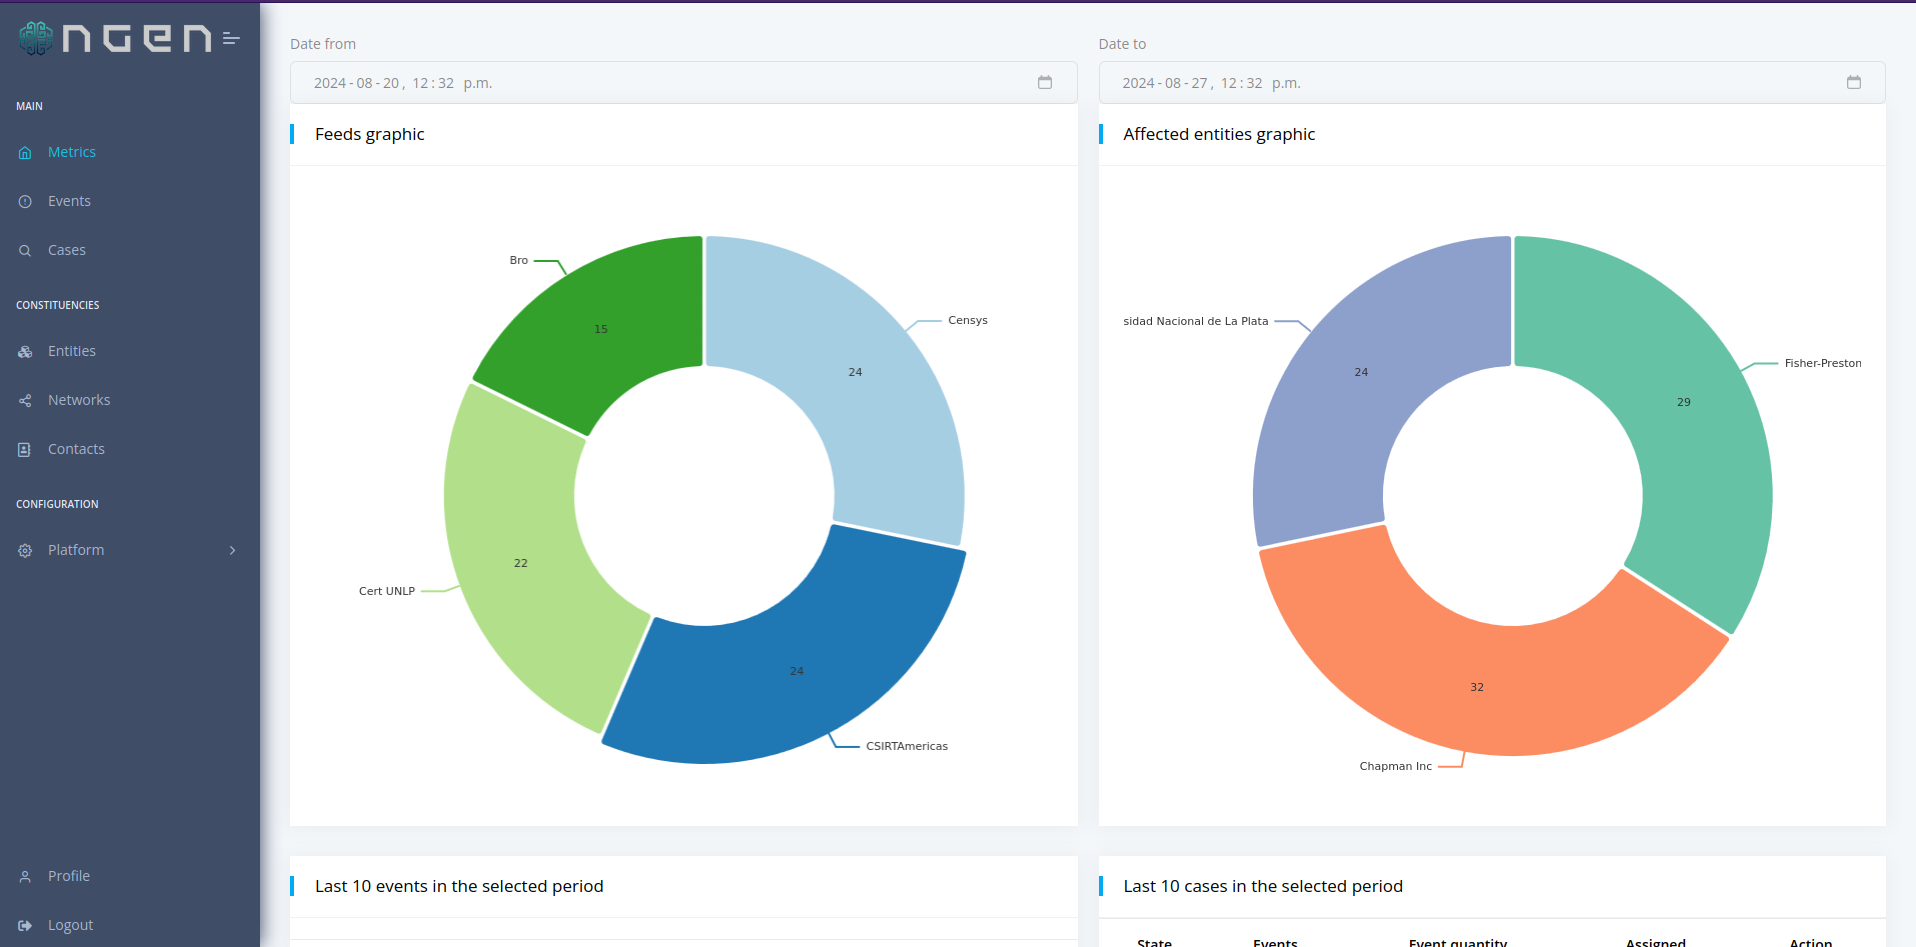 ngen
MAIN
Metrics
Events
Cases
CONSTITUENCIES
Entities
Networks
Contacts
CONFIGURATION
Platform
Profile
Logout
Date from
2024-08-20, 12:32 p.m.
Date to
2024-08-27, 12:32 p.m.
Feeds graphic
Bro
15
Censys
24
22
Cert UNLP
24
CSIRTAmericas
Affected entities graphic
sidad Nacional de La Plata
24
Fisher-Preston
29
32
Chapman Inc
Last 10 events in the selected period
Last 10 cases in the selected period
State Events Event quantity Assigned Action